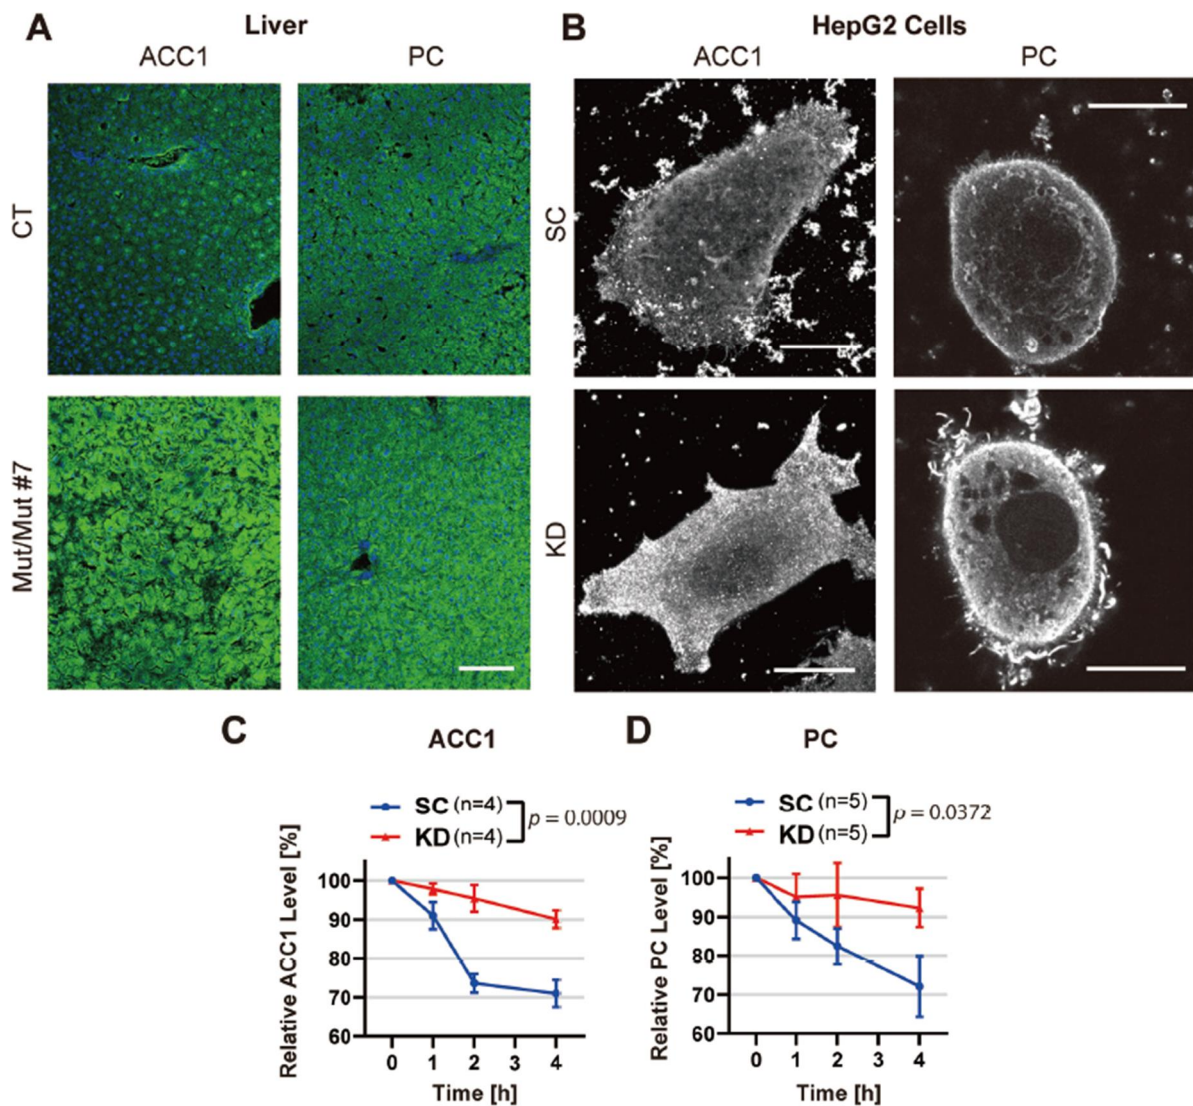 A Liver
ACC1 PC
CT
Mut/Mut #7
B HepG2 Cells
ACC1 PC
SC
KD
C ACC1
SC (n=4)
KD (n=4)
p = 0.0009
Relative ACC1 Level [%]
100
90
80
70
60
0 1 2 3 4
Time [h]
D PC
SC (n=5)
KD (n=5)
p = 0.0372
Relative PC Level [%]
100
90
80
70
60
0 1 2 3 4
Time [h]